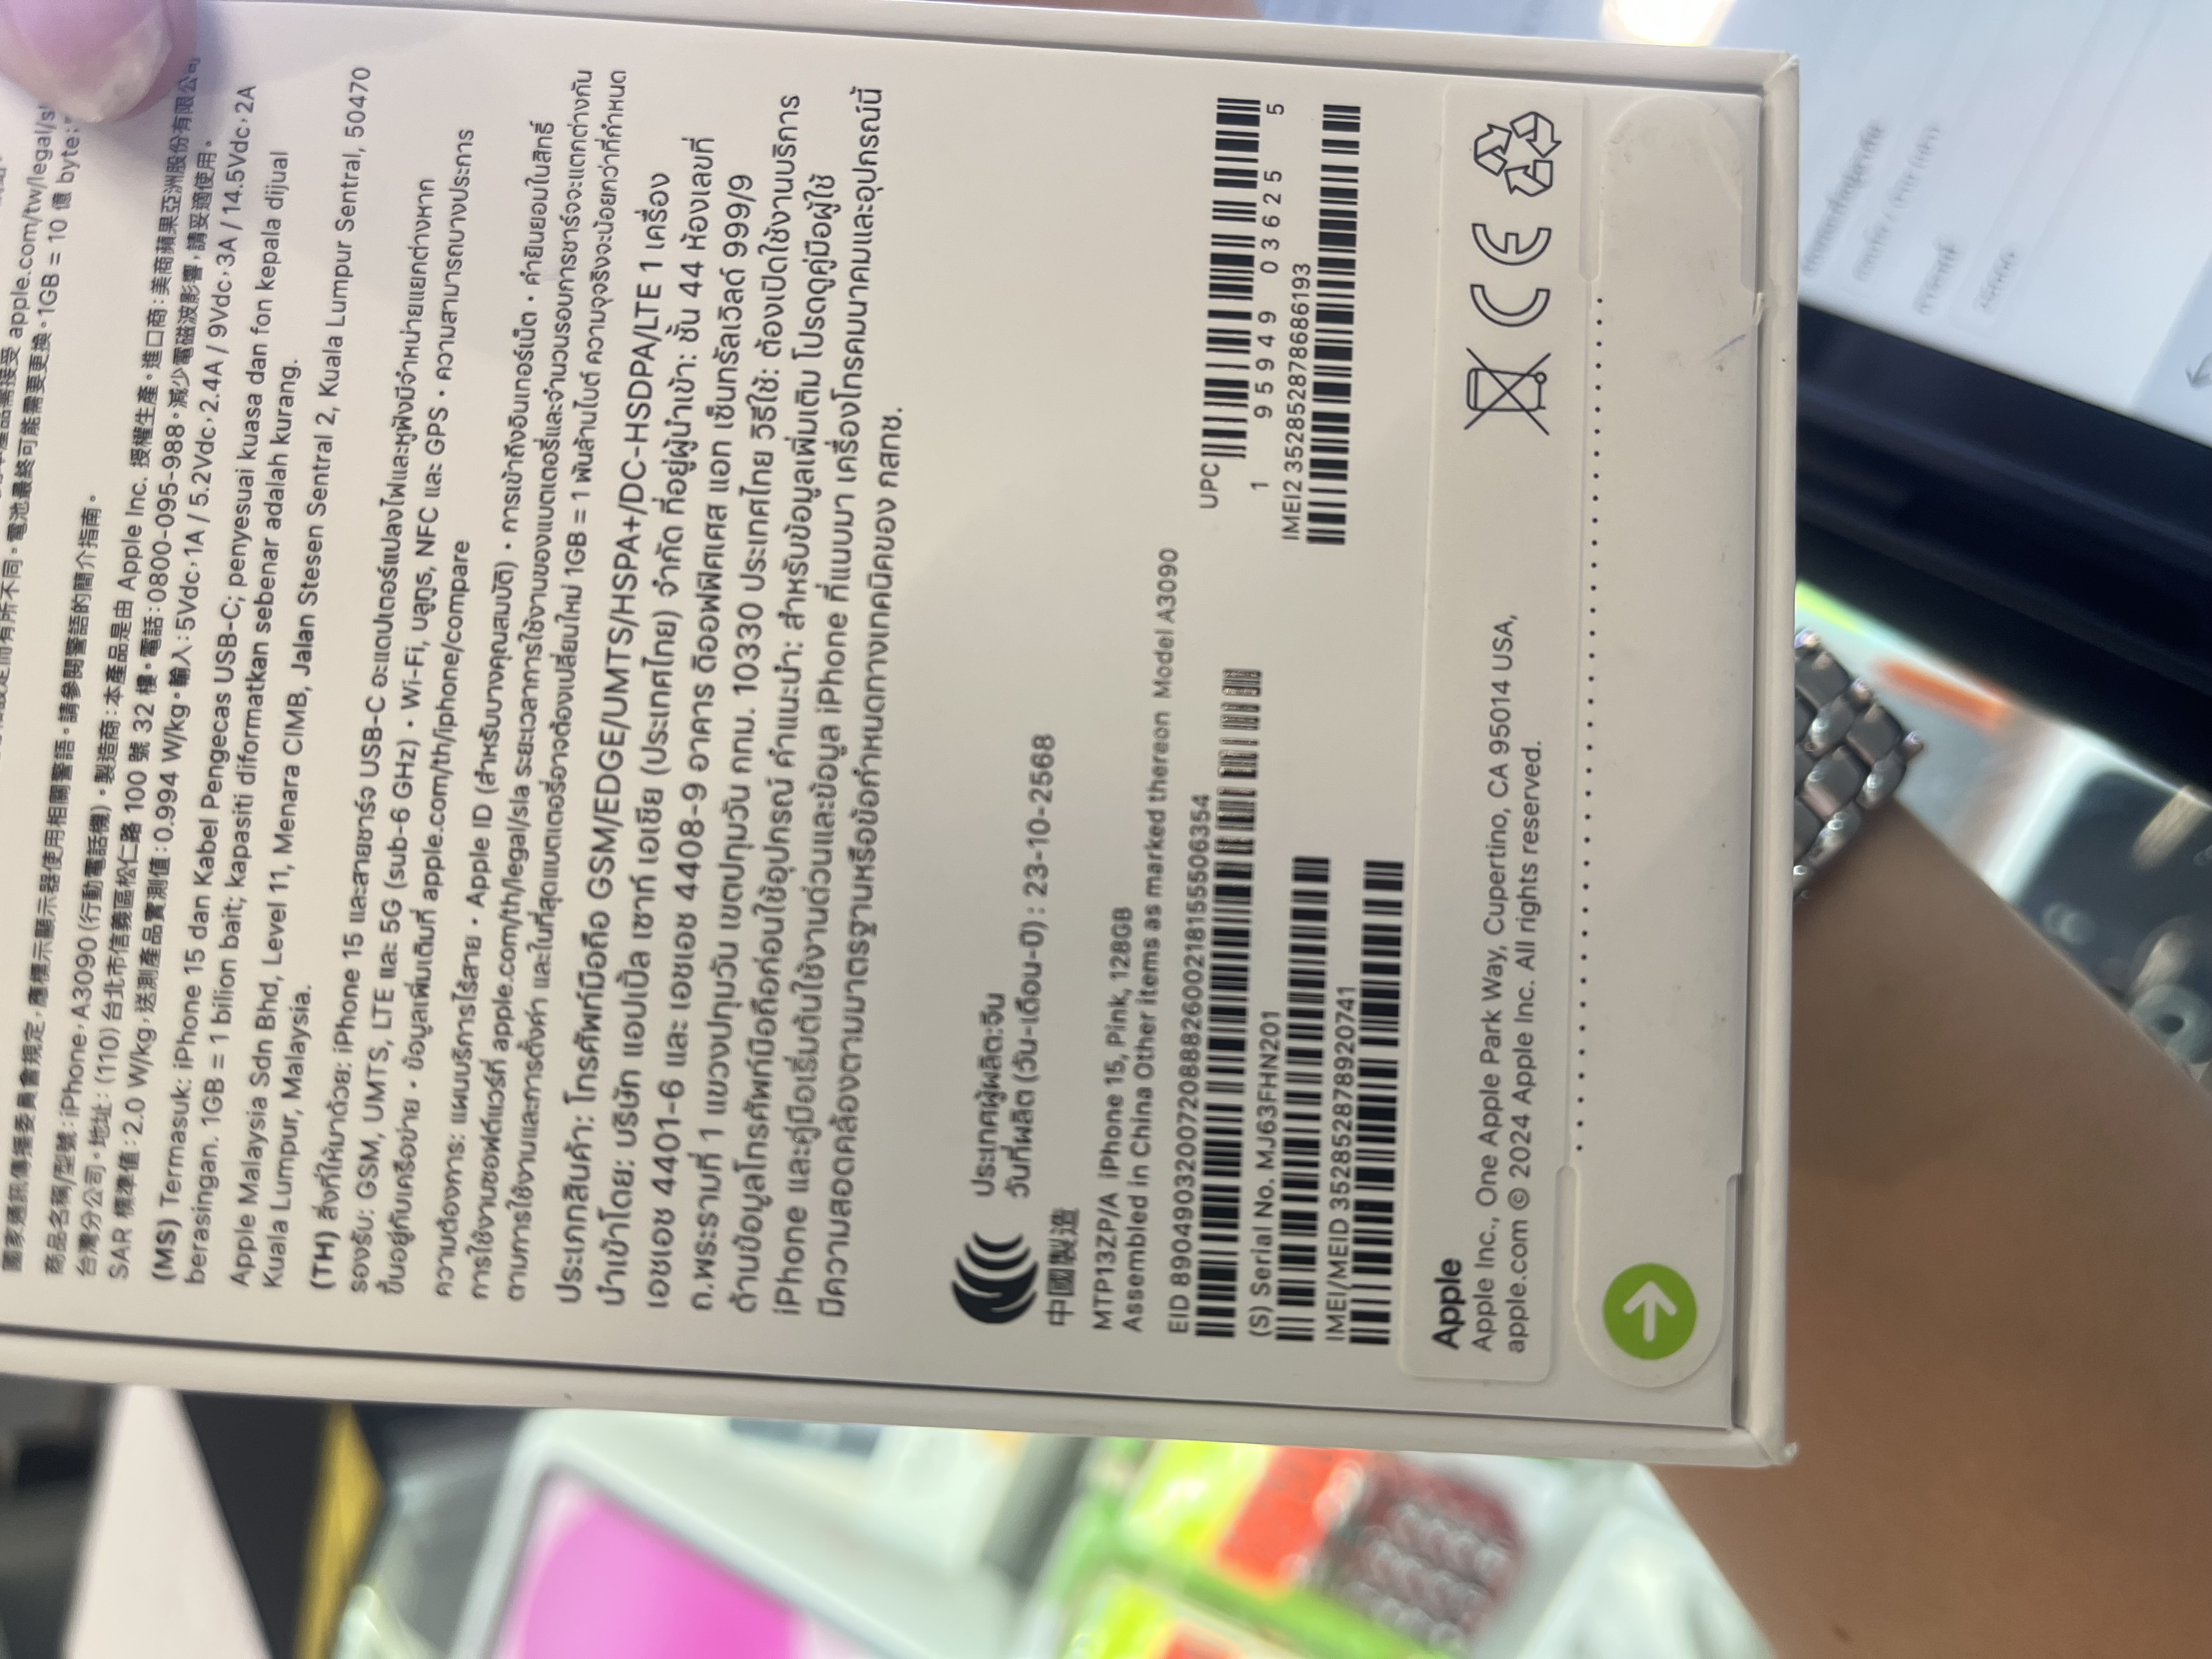 apple.com/tw/legal/s
不同。電池最終可能需要更換。1GB = 10 億 byte;
國家通訊傳播委員會規定,應標示顯示器使用相關警語。請參閱警語的簡介指南。
商品名稱/型號:iPhone, A3090 (行動電話機)。製造商:本產品是由 Apple Inc. 授權生產。進口商:美商蘋果亞洲股份有限公司
台灣分公司。地址:(110) 台北市信義區松仁路 100 號 32 樓。電話:0800-095-988。減少電磁波影響,請妥適使用。
SAR 標準值:2.0 W/kg,送測產品實測值:0.994 W/kg。輸入:5Vdc,1A / 5.2Vdc,2.4A / 9Vdc,3A / 14.5Vdc,2A
(MS) Termasuk: iPhone 15 dan Kabel Pengecas USB-C; penyesuai kuasa dan fon kepala dijual
berasingan. 1GB = 1 bilion bait; kapasiti diformatkan sebenar adalah kurang.
Apple Malaysia Sdn Bhd, Level 11, Menara CIMB, Jalan Stesen Sentral 2, Kuala Lumpur Sentral, 50470
Kuala Lumpur, Malaysia.
(TH) สิ่งที่ให้มาด้วย: iPhone 15 และสายชาร์จ USB-C อะแดปเตอร์แปลงไฟและหูฟังมีจำหน่ายแยกต่างหาก
รองรับ: GSM, UMTS, LTE และ 5G (sub-6 GHz) • Wi-Fi, บลูทูธ, NFC และ GPS • ความสามารถบางประการ
ขึ้นอยู่กับเครือข่าย • ข้อมูลเพิ่มเติมที่ apple.com/th/iphone/compare
ความต้องการ: แผนบริการไร้สาย • Apple ID (สำหรับบางคุณสมบัติ) • การเข้าถึงอินเทอร์เน็ต • คำยินยอมในสิทธิ์
การใช้งานซอฟต์แวร์ที่ apple.com/th/legal/sla ระยะเวลาการใช้งานของแบตเตอรี่และจำนวนรอบการชาร์จจะแตกต่างกัน
ตามการใช้งานและการตั้งค่า และในที่สุดแบตเตอรี่อาจต้องเปลี่ยนใหม่ 1GB = 1 พันล้านไบต์ ความจุจริงจะน้อยกว่าที่กำหนด
ประเภทสินค้า: โทรศัพท์มือถือ GSM/EDGE/UMTS/HSPA+/DC-HSDPA/LTE 1 เครื่อง
นำเข้าโดย: บริษัท แอปเปิ้ล เซาท์ เอเชีย (ประเทศไทย) จำกัด ที่อยู่ผู้นำเข้า: ชั้น 44 ห้องเลขที่
เอชเอช 4401-6 และ เอชเอช 4408-9 อาคาร ดิออฟฟิศเศส แอท เซ็นทรัลเวิลด์ 999/9
ถ.พระรามที่ 1 แขวงปทุมวัน เขตปทุมวัน กทม. 10330 ประเทศไทย วิธีใช้: ต้องเปิดใช้งานบริการ
ด้านข้อมูลโทรศัพท์มือถือก่อนใช้อุปกรณ์ คำแนะนำ: สำหรับข้อมูลเพิ่มเติม โปรดดูคู่มือผู้ใช้
iPhone และคู่มือเริ่มต้นใช้งานด่วนและข้อมูล iPhone ที่แนบมา เครื่องโทรคมนาคมและอุปกรณ์นี้
มีความสอดคล้องตามมาตรฐานหรือข้อกำหนดทางเทคนิคของ กสทช.
ประเทศผู้ผลิต:จีน
วันที่ผลิต (วัน-เดือน-ปี) : 23-10-2568
中國製造
MTP13ZP/A iPhone 15, Pink, 128GB
Assembled in China Other items as marked thereon Model A3090
EID 89049032007208882600218155506354
UPC
1 95949 03625 5
(S) Serial No. MJ63FHN201
IMEI2 352852878686193
IMEI/MEID 352852878920741
Apple
Apple Inc., One Apple Park Way, Cupertino, CA 95014 USA,
apple.com © 2024 Apple Inc. All rights reserved.
CE